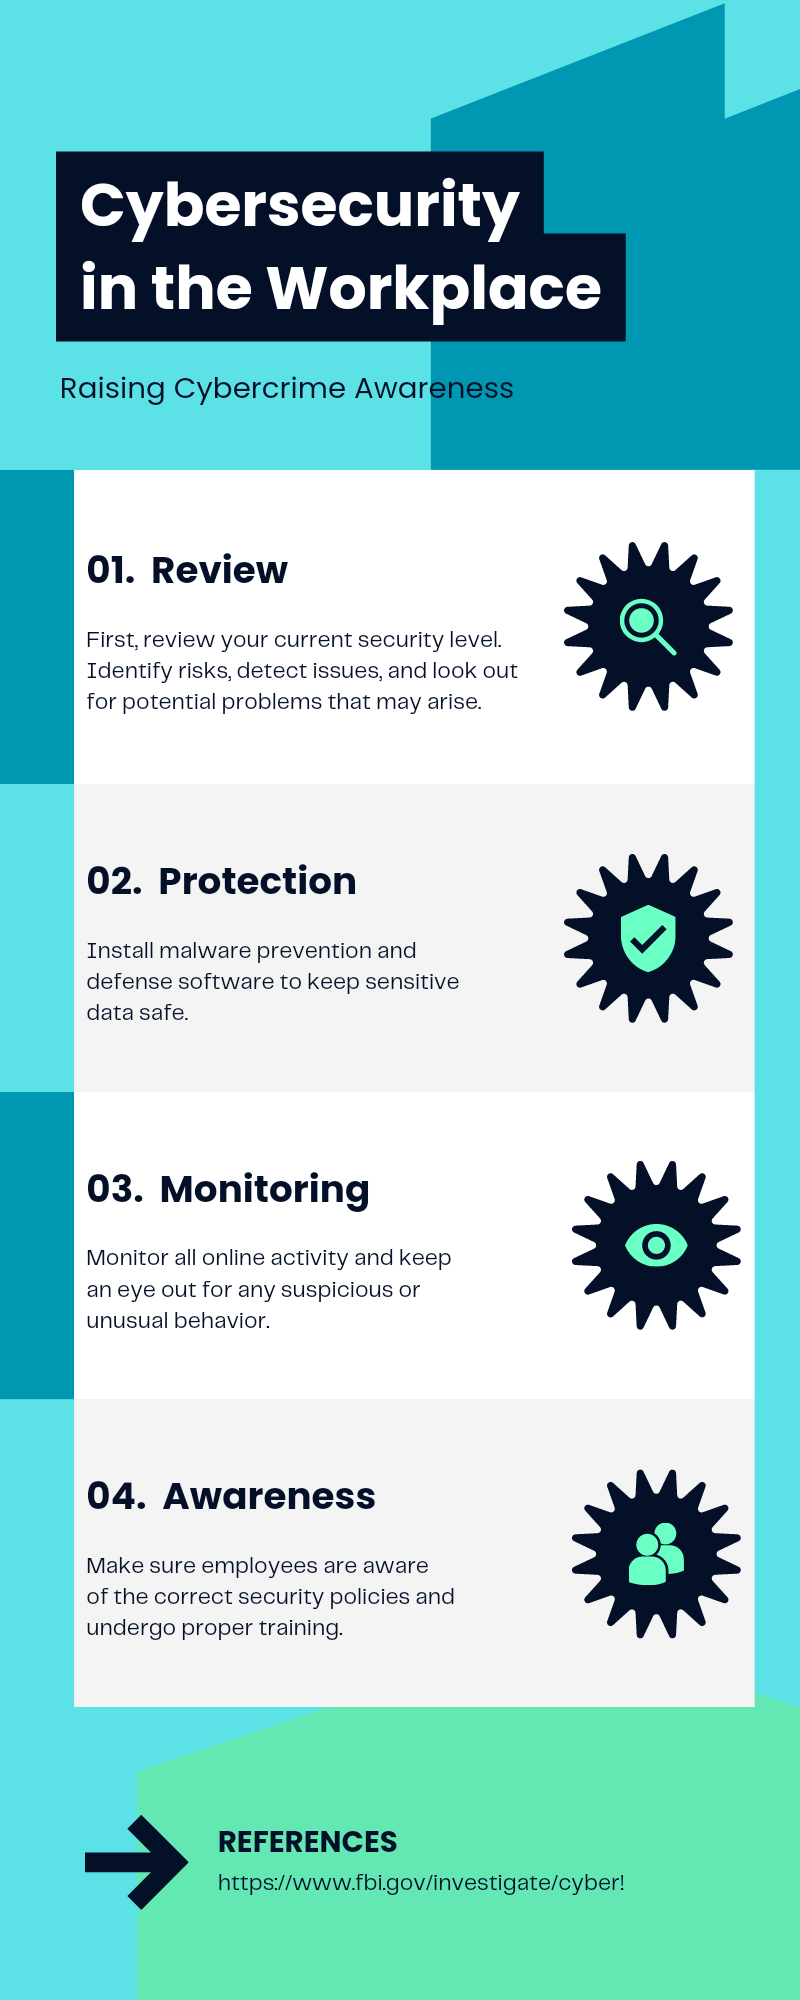 Cybersecurity
in the Workplace
Raising Cybercrime Awareness
01. Review
First, review your current security level.
Identify risks, detect issues, and look out
for potential problems that may arise.
02. Protection
Install malware prevention and
defense software to keep sensitive
data safe.
03. Monitoring
Monitor all online activity and keep
an eye out for any suspicious or
unusual behavior.
04. Awareness
Make sure employees are aware
of the correct security policies and
undergo proper training.
REFERENCES
https://www.fbi.gov/investigate/cyber!